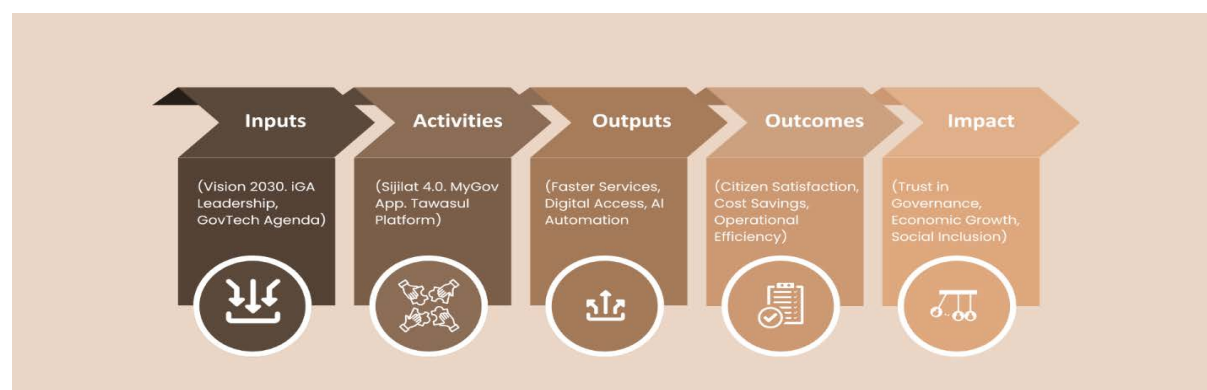 Inputs
(Vision 2030. iGA
Leadership,
GovTech Agenda)
Activities
(Sijilat 4.0. MyGov
App. Tawasul
Platform)
Outputs
(Faster Services,
Digital Access, AI
Automation
Outcomes
(Citizen Satisfaction,
Cost Savings,
Operational
Efficiency)
Impact
(Trust in
Governance,
Economic Growth,
Social Inclusion)